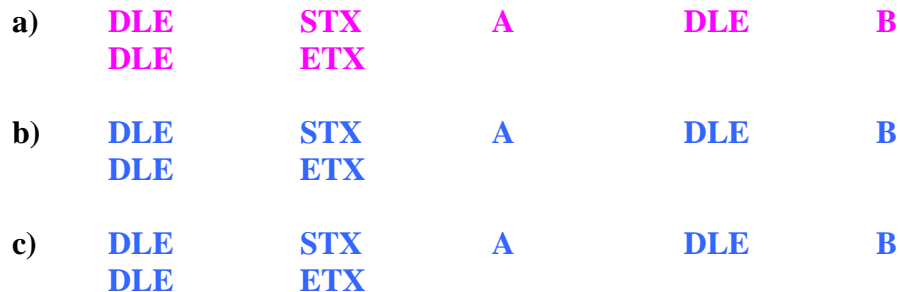 a) DLE STX A DLE B
DLE ETX
b) DLE STX A DLE B
DLE ETX
c) DLE STX A DLE B
DLE ETX